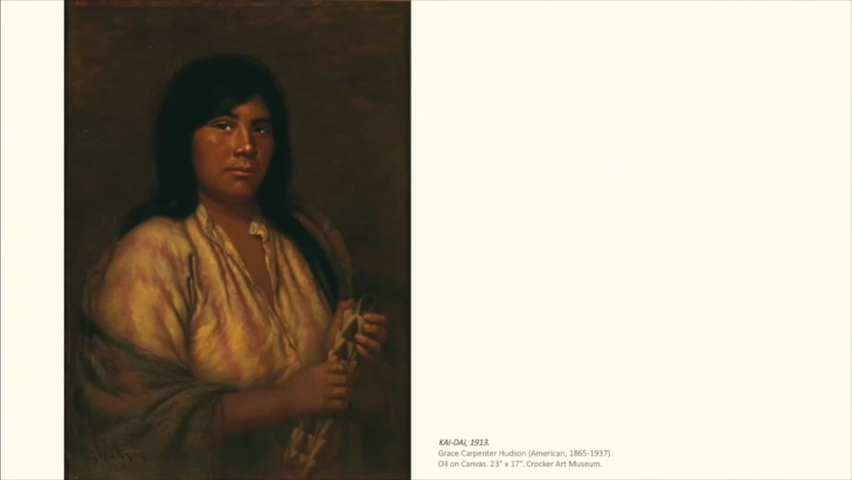 KAI-DAI, 1913.
Grace Carpenter Hudson (American, 1865-1937).
Oil on Canvas. 23" x 17". Crocker Art Museum.